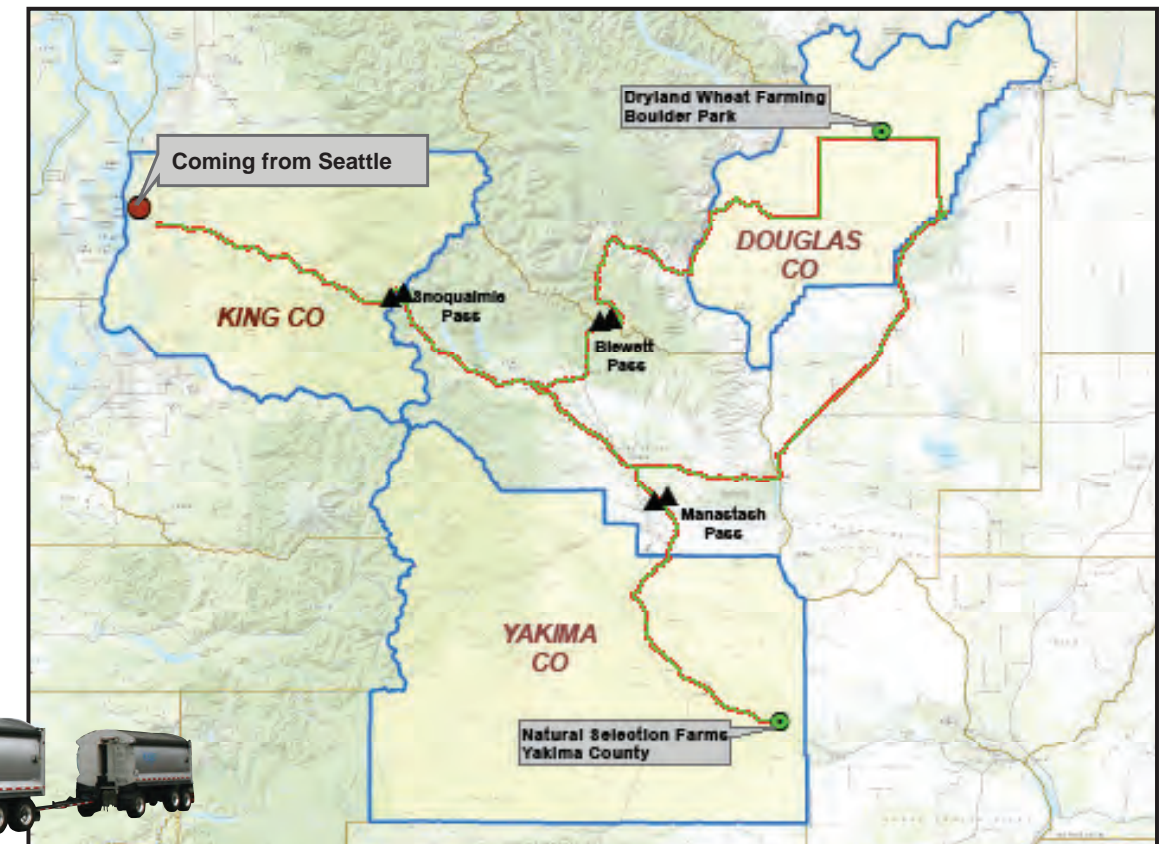 Dryland Wheat Farming
Boulder Park
Coming from Seattle
DOUGLAS
CO
KING CO
Snoqualmie
Pass
Blewett
Pass
Manastash
Pass
YAKIMA
CO
Natural Selection Farms
Yakima County